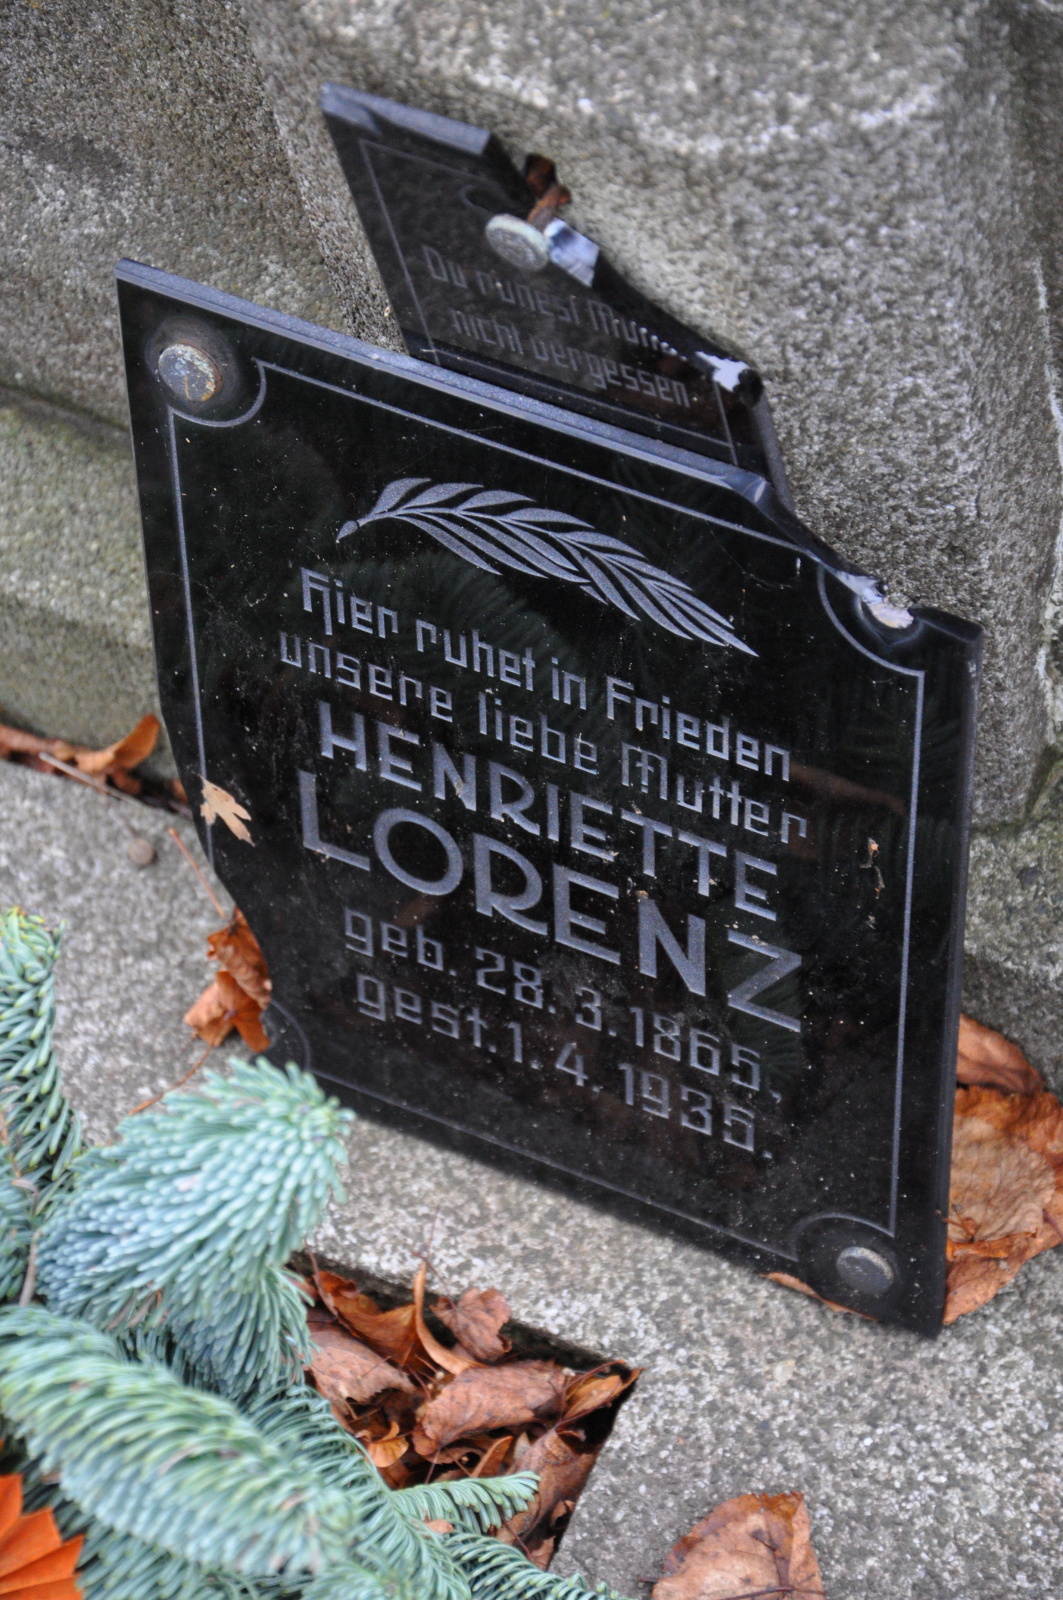 Du ruhest
nicht vergessen
Hier ruhet in Frieden
unsere liebe Mutter
HENRIETTE
LORENZ
geb. 28. 3. 1865,
gest. 1. 4. 1935.